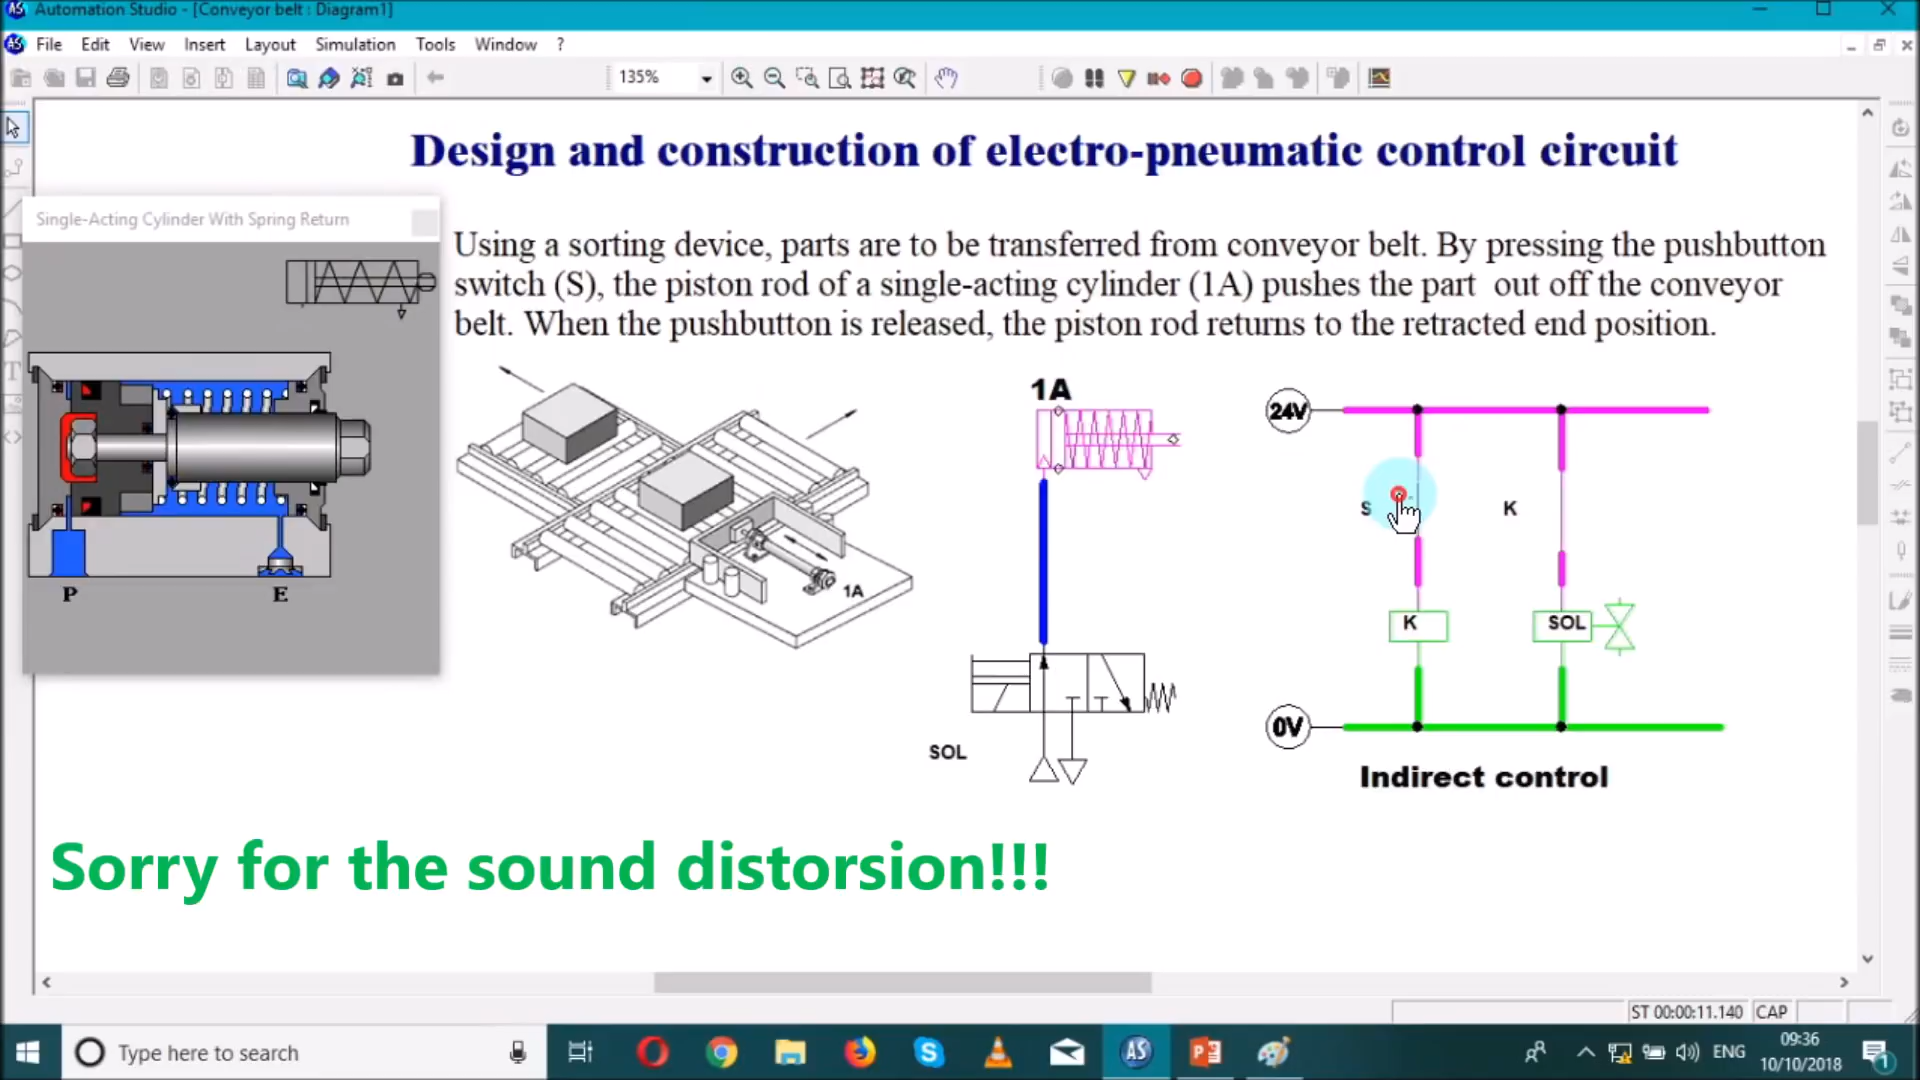 Automation Studio - [Conveyor belt : Diagram1]
File Edit View Insert Layout Simulation Tools Window ?
135%
Design and construction of electro-pneumatic control circuit
Single-Acting Cylinder With Spring Return
Using a sorting device, parts are to be transferred from conveyor belt. By pressing the pushbutton
switch (S), the piston rod of a single-acting cylinder (1A) pushes the part out off the conveyor
belt. When the pushbutton is released, the piston rod returns to the retracted end position.
1A
24V
S
K
P
E
1A
K
SOL
SOL
0V
Indirect control
Sorry for the sound distorsion!!!
ST 00:00:11.140 CAP
Type here to search
AS
ENG
09:36
10/10/2018
1